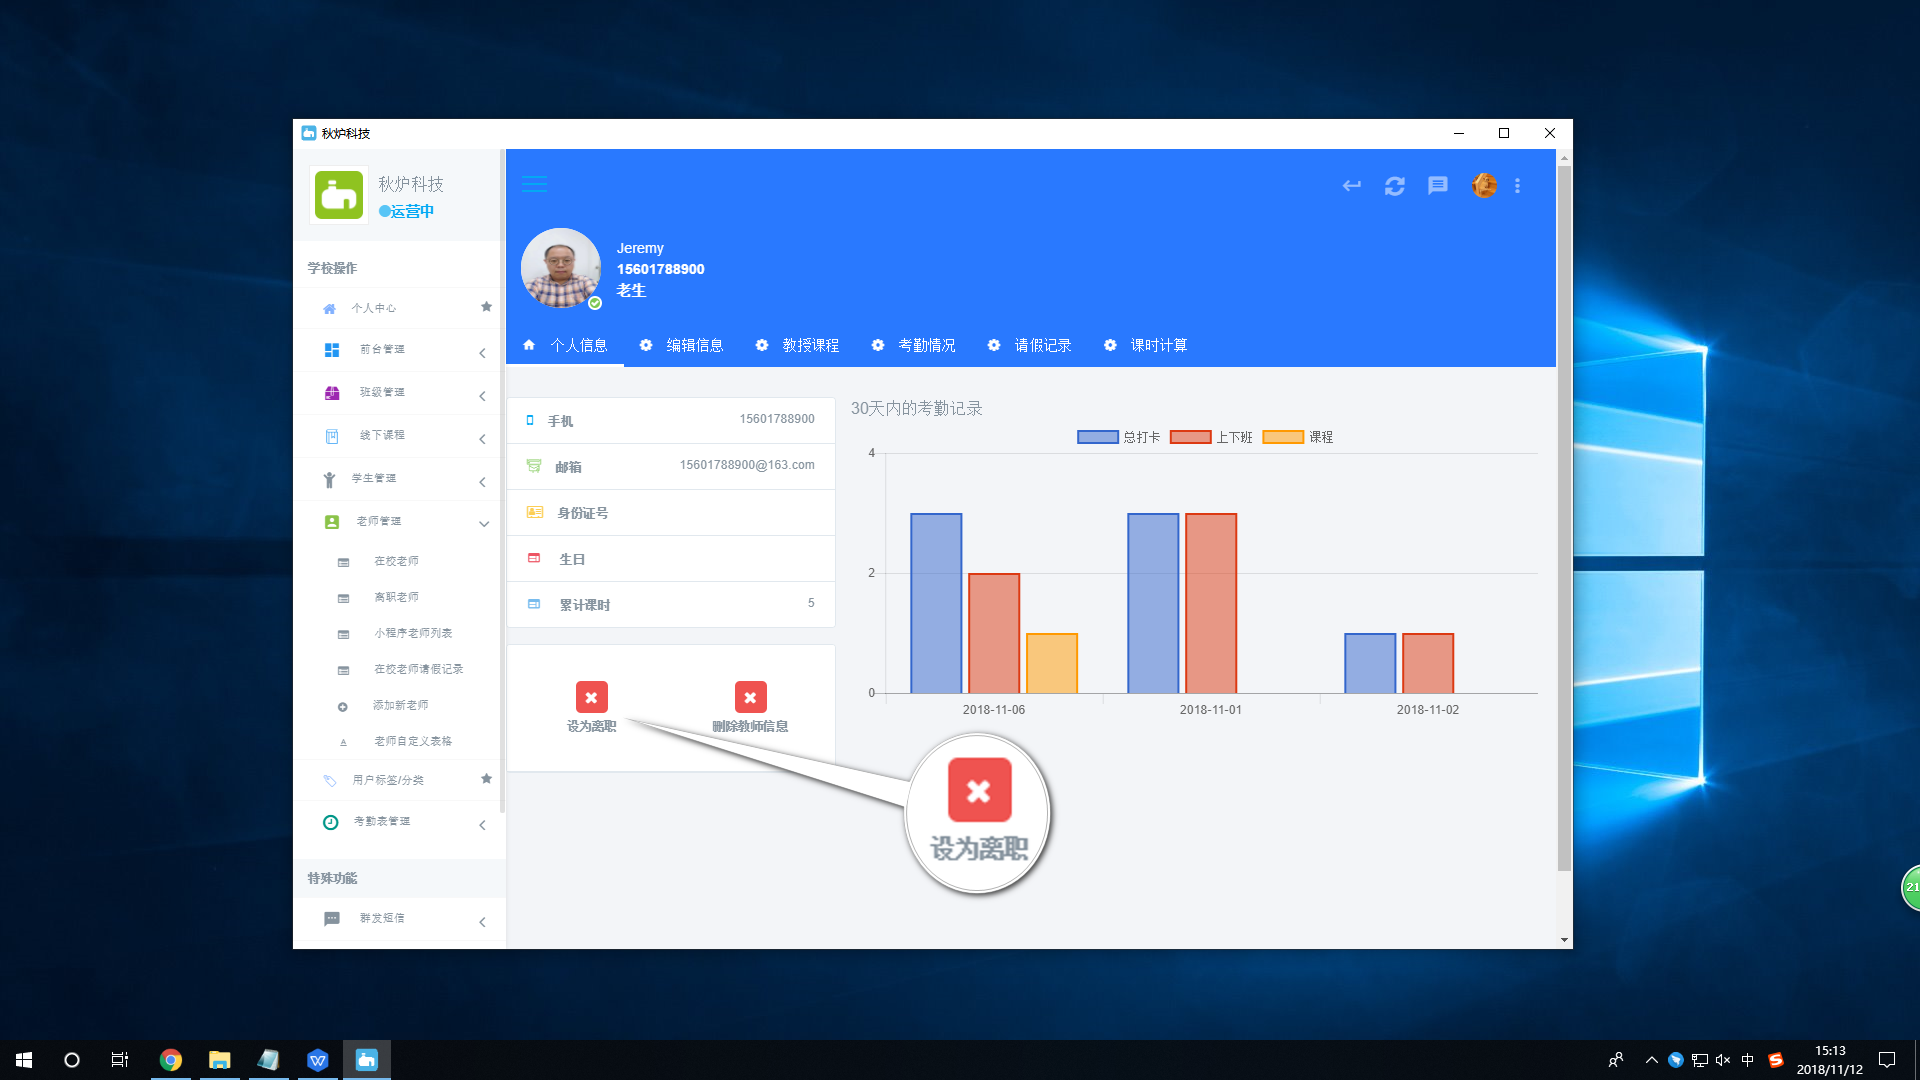 秋炉科技
秋炉科技
运营中
学校操作
个人中心
前台管理
班级管理
线下课程
学生管理
老师管理
在校老师
离职老师
小程序老师列表
在校老师请假记录
添加新老师
老师自定义表格
用户标签/分类
考勤表管理
特殊功能
群发短信
Jeremy
15601788900
老生
个人信息 编辑信息 教授课程 考勤情况 请假记录 课时计算
手机 15601788900
邮箱 15601788900@163.com
身份证号
生日
累计课时 5
设为离职 删除教师信息
30天内的考勤记录
总打卡 上下班 课程
4
2
0
2018-11-06 2018-11-01 2018-11-02
设为离职
21
中
15:13
2018/11/12